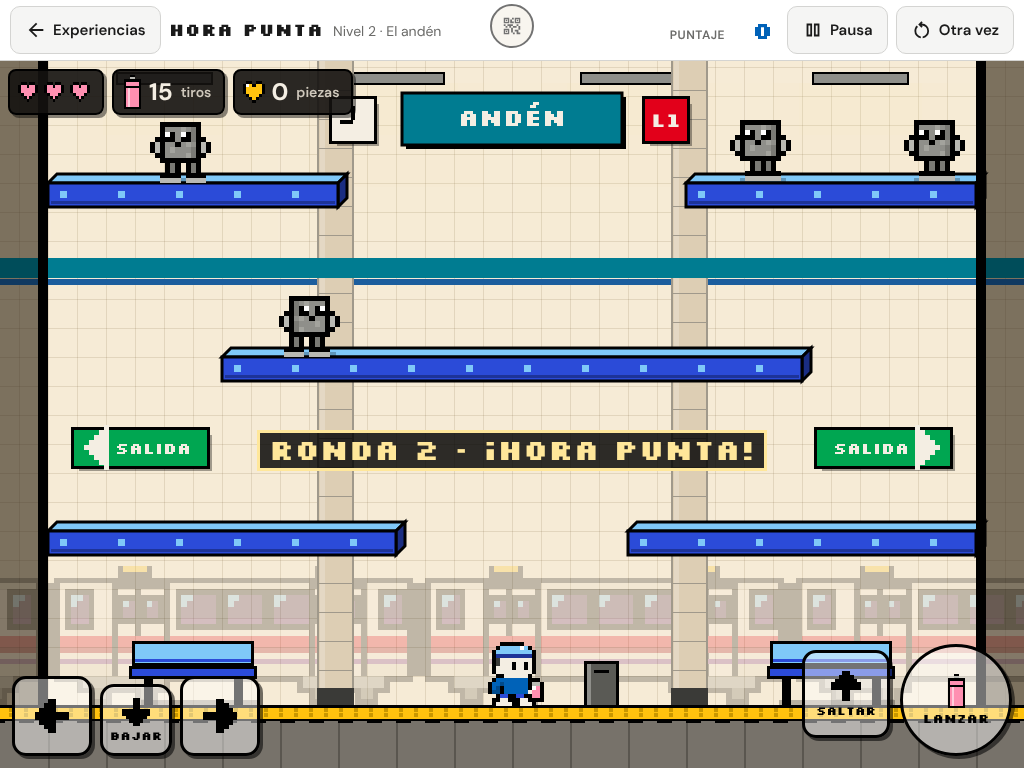 Experiencias
HORA PUNTA
Nivel 2 · El andén
PUNTAJE
0
Pausa
Otra vez
15 tiros
0 piezas
J
ANDÉN
L1
SALIDA
RONDA 2 - ¡HORA PUNTA!
SALIDA
BAJAR
SALTAR
LANZAR